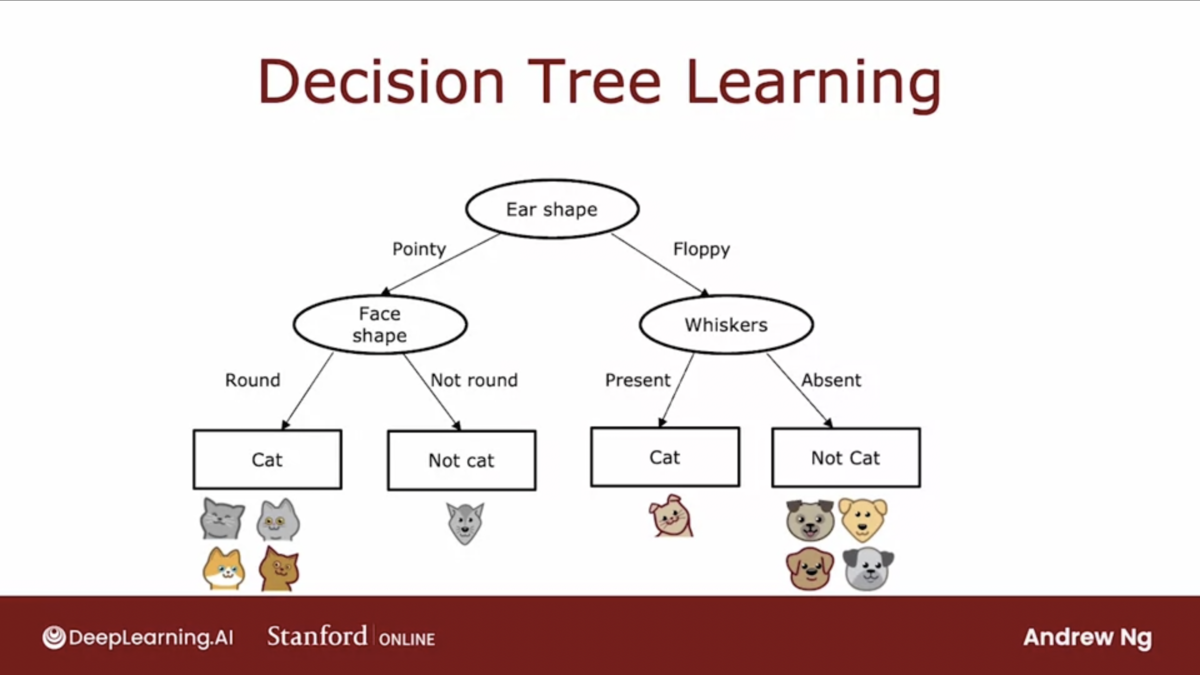 Decision Tree Learning
Ear shape
Pointy
Floppy
Face
shape
Whiskers
Round
Not round
Present
Absent
Cat
Not cat
Cat
Not Cat
DeepLearning.AI
Stanford ONLINE
Andrew Ng